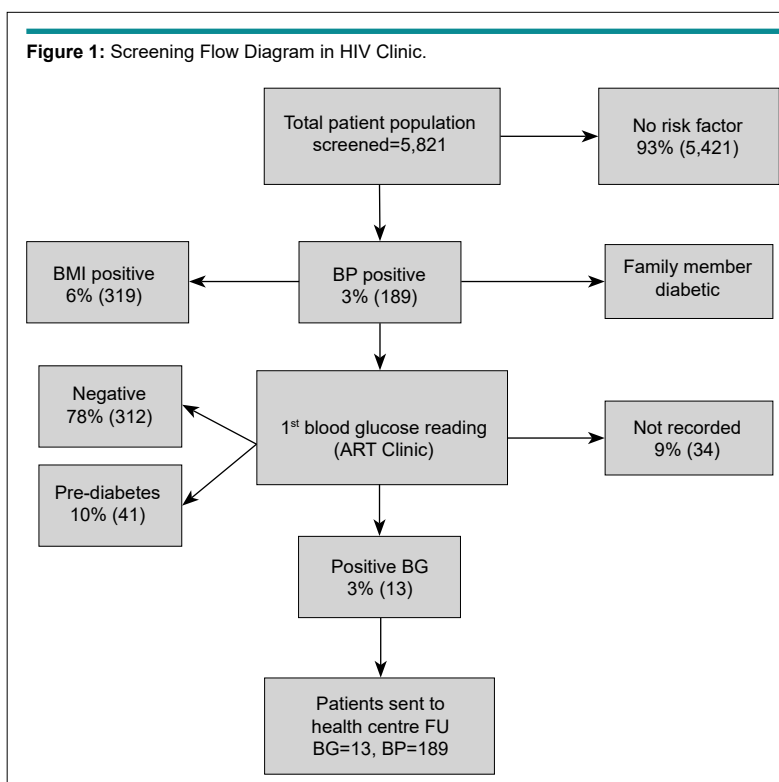 Figure 1: Screening Flow Diagram in HIV Clinic.
Total patient population
screened=5,821
No risk factor
93% (5,421)
BMI positive
6% (319)
BP positive
3% (189)
Family member
diabetic
Negative
78% (312)
Pre-diabetes
10% (41)
1st blood glucose reading
(ART Clinic)
Not recorded
9% (34)
Positive BG
3% (13)
Patients sent to
health centre FU
BG=13, BP=189